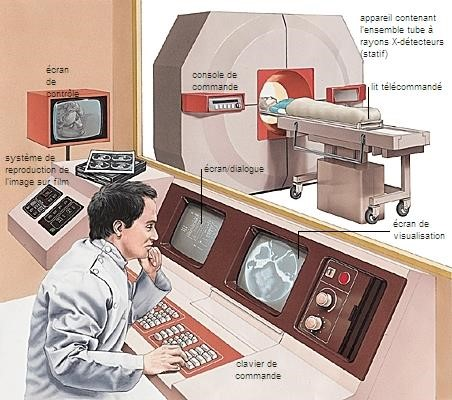 appareil contenant
l'ensemble tube à
rayons X-détecteurs
(statif)
écran
de
contrôle
console de
commande
lit télécommandé
système de
reproduction de
l'image sur film
écran/dialogue
écran de
visualisation
clavier de
commande